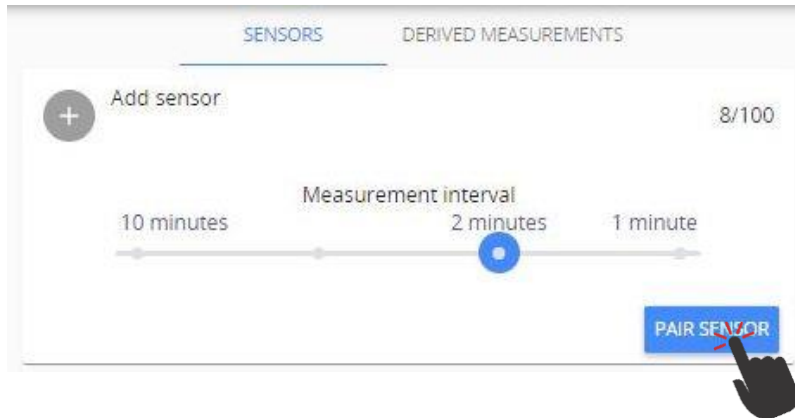 SENSORS DERIVED MEASUREMENTS
Add sensor
8/100
Measurement interval
10 minutes 2 minutes 1 minute
PAIR SENSOR